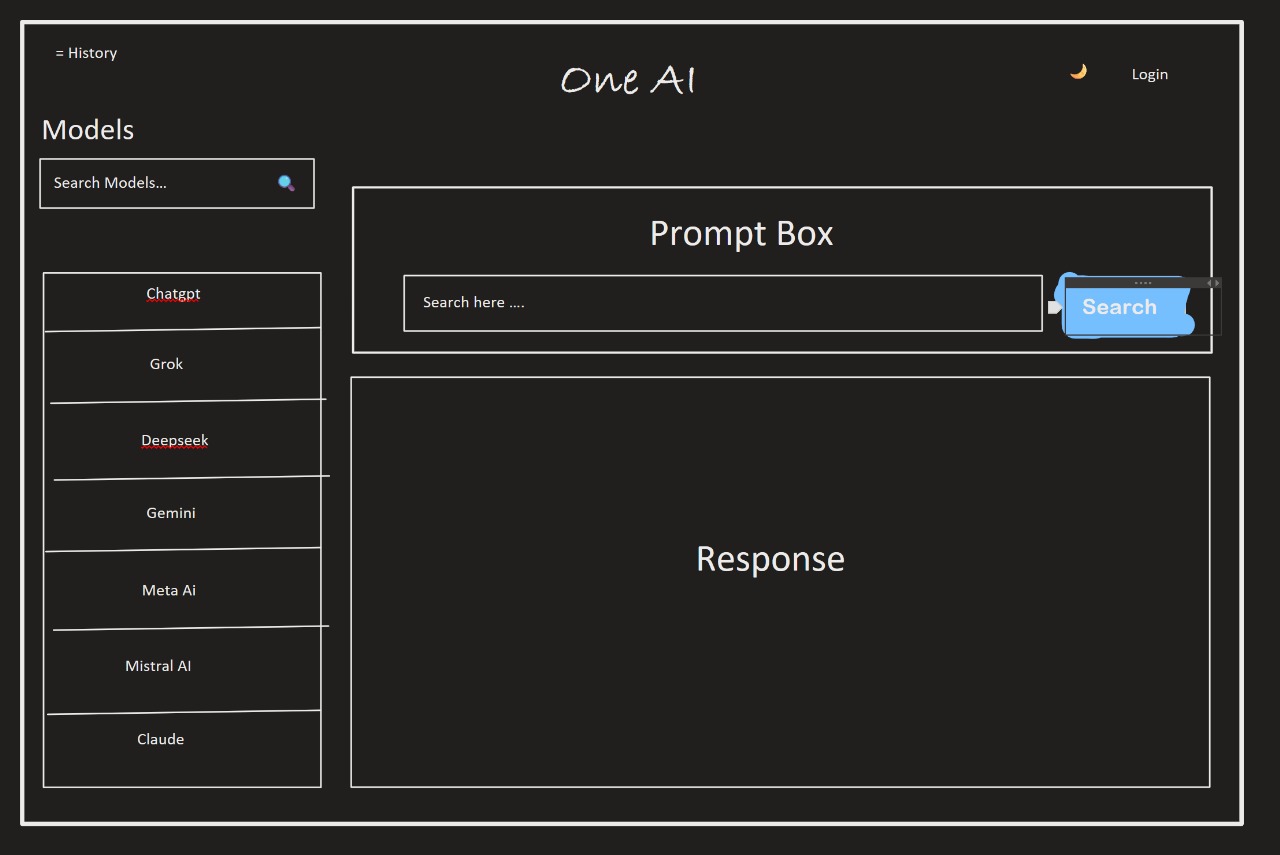 = History
One AI
Login
Models
Search Models...
Prompt Box
Search here ....
Search
Chatgpt
Grok
Deepseek
Gemini
Meta Ai
Mistral AI
Claude
Response